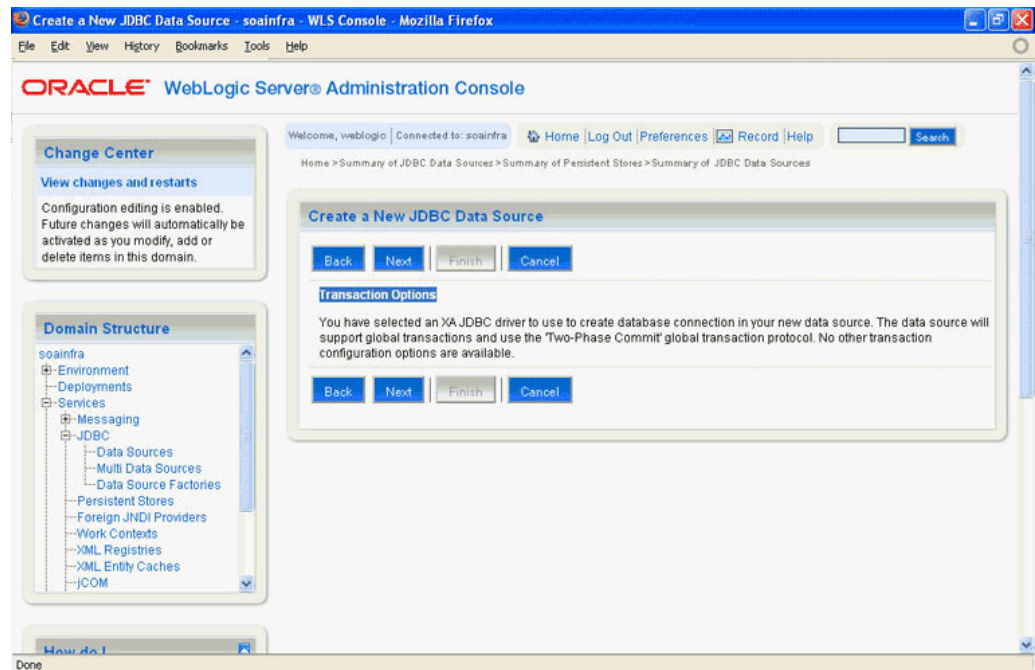 Create a New JDBC Data Source - soainfra - WLS Console - Mozilla Firefox
File Edit View History Bookmarks Tools Help
ORACLE® WebLogic Server® Administration Console
Change Center
View changes and restarts
Configuration editing is enabled.
Future changes will automatically be
activated as you modify, add or
delete items in this domain.
Domain Structure
soainfra
Environment
Deployments
Services
Messaging
JDBC
Data Sources
Multi Data Sources
Data Source Factories
Persistent Stores
Foreign JNDI Providers
Work Contexts
XML Registries
XML Entity Caches
jCOM
How do I
Welcome, weblogic Connected to: soainfra Home Log Out Preferences Record Help Search
Home >Summary of JDBC Data Sources >Summary of Persistent Stores >Summary of JDBC Data Sources
Create a New JDBC Data Source
Back Next Finish Cancel
Transaction Options
You have selected an XA JDBC driver to use to create database connection in your new data source. The data source will
support global transactions and use the 'Two-Phase Commit' global transaction protocol. No other transaction
configuration options are available.
Back Next Finish Cancel
Done